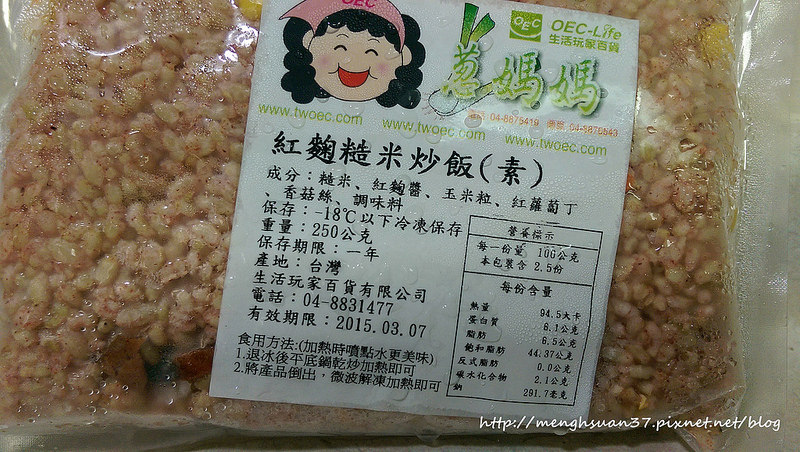 OEC
OEC
OEC-Life
生活玩家百貨
蔥媽媽
04-8875419
04-8870543
www.twoec.com
www.twoec.com
www.twoec.com
紅麴糙米炒飯(素)
成分：糙米、紅麴醬、玉米粒、紅蘿蔔丁
、香菇絲、調味料
保存：-18℃以下冷凍保存
重量：250公克
保存期限：一年
產地：台灣
生活玩家百貨有限公司
電話：04-8831477
有效期限：2015.03.07
食用方法:(加熱時噴點水更美味)
1.退冰後平底鍋乾炒加熱即可
2.將產品倒出，微波解凍加熱即可
營養標示
每一份量 100公克
本包裝含 2.5份
每份含量
熱量 94.5大卡
蛋白質 8.1公克
脂肪 6.5公克
飽和脂肪 44.37公克
反式脂肪 0.0公克
碳水化合物 2.1公克
鈉 291.7毫克
http://menghsuan37.pixnet.net/blog